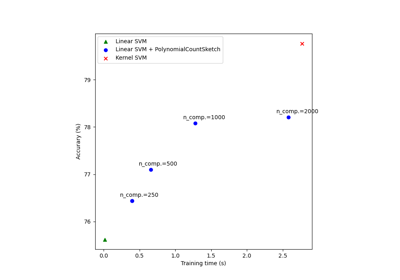 Linear SVM
Linear SVM + PolynomialCountSketch
Kernel SVM
79
78
77
76
Accurary (%)
n_comp.=2000
n_comp.=1000
n_comp.=500
n_comp.=250
0.0 0.5 1.0 1.5 2.0 2.5
Training time (s)